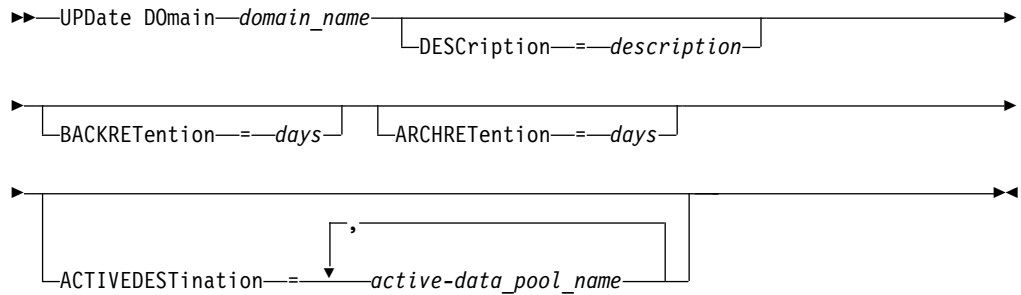 UPDate DOmain domain_name
DESCription = description
BACKRETention = days ARCHRETention = days
,
ACTIVEDESTination = active-data_pool_name